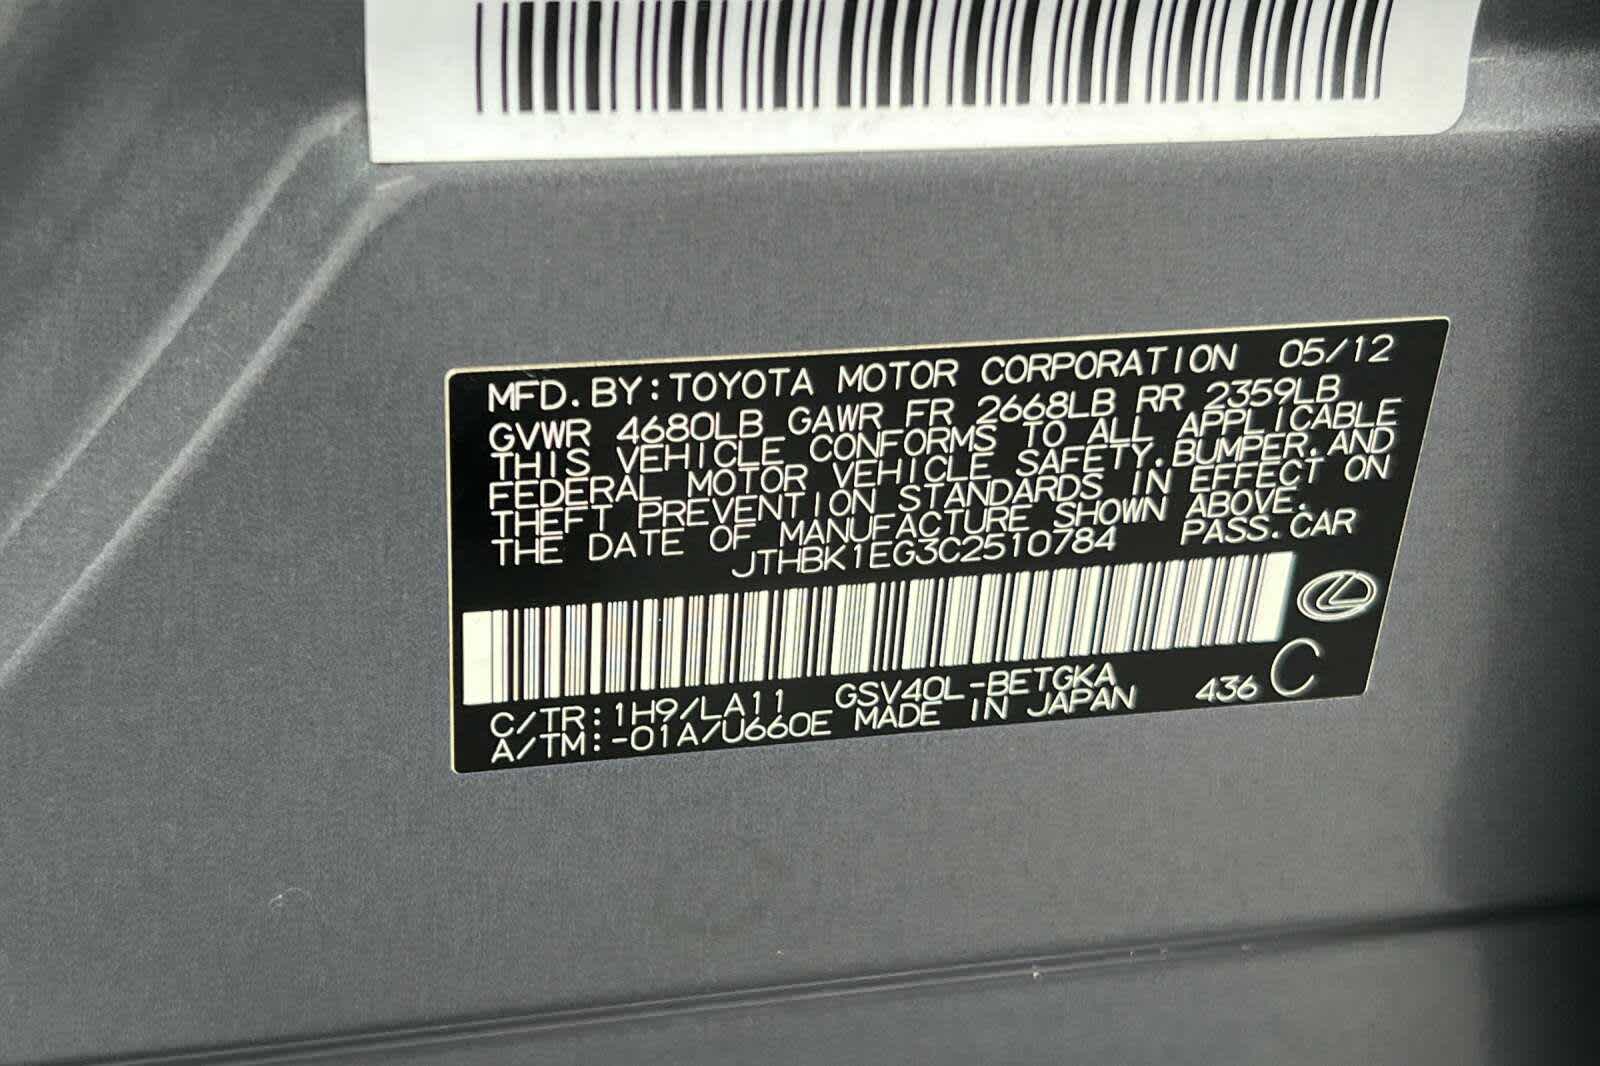 MFD. BY: TOYOTA MOTOR CORPORATION 05/12
GVWR 4680LB GAWR FR 2668LB RR 2359LB
THIS VEHICLE CONFORMS TO ALL APPLICABLE
FEDERAL MOTOR VEHICLE SAFETY, BUMPER, AND
THEFT PREVENTION STANDARDS IN EFFECT ON
THE DATE OF MANUFACTURE SHOWN ABOVE.
JTHBK1EG3C2510784 PASS. CAR
C/TR: 1H9/LA11 GSV40L-BETGKA 436 C
A/TM: -01A/U660E MADE IN JAPAN